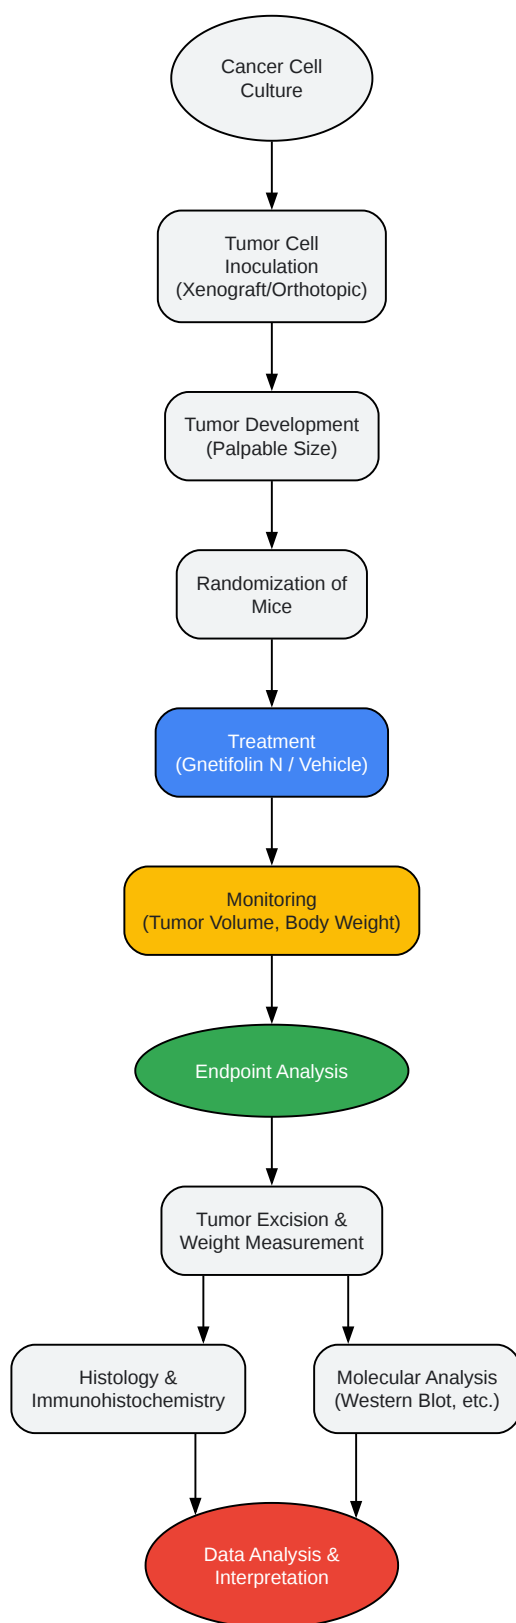 Cancer Cell
Culture
Tumor Cell
Inoculation
(Xenograft/Orthotopic)
Tumor Development
(Palpable Size)
Randomization of
Mice
Treatment
(Gnetifolin N / Vehicle)
Monitoring
(Tumor Volume, Body Weight)
Endpoint Analysis
Tumor Excision &
Weight Measurement
Histology &
Immunohistochemistry
Molecular Analysis
(Western Blot, etc.)
Data Analysis &
Interpretation